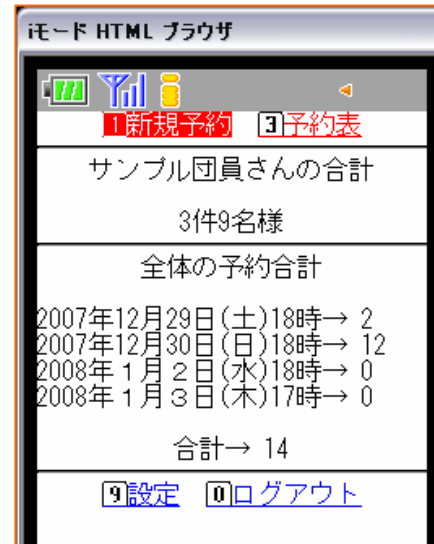 iモード HTML ブラウザ
1新規予約 3予約表
サンプル団員さんの合計
3件9名様
全体の予約合計
2007年12月29日(土)18時→ 2
2007年12月30日(日)18時→ 12
2008年１月２日(水)18時→ 0
2008年１月３日(木)17時→ 0
合計→ 14
9設定 0ログアウト